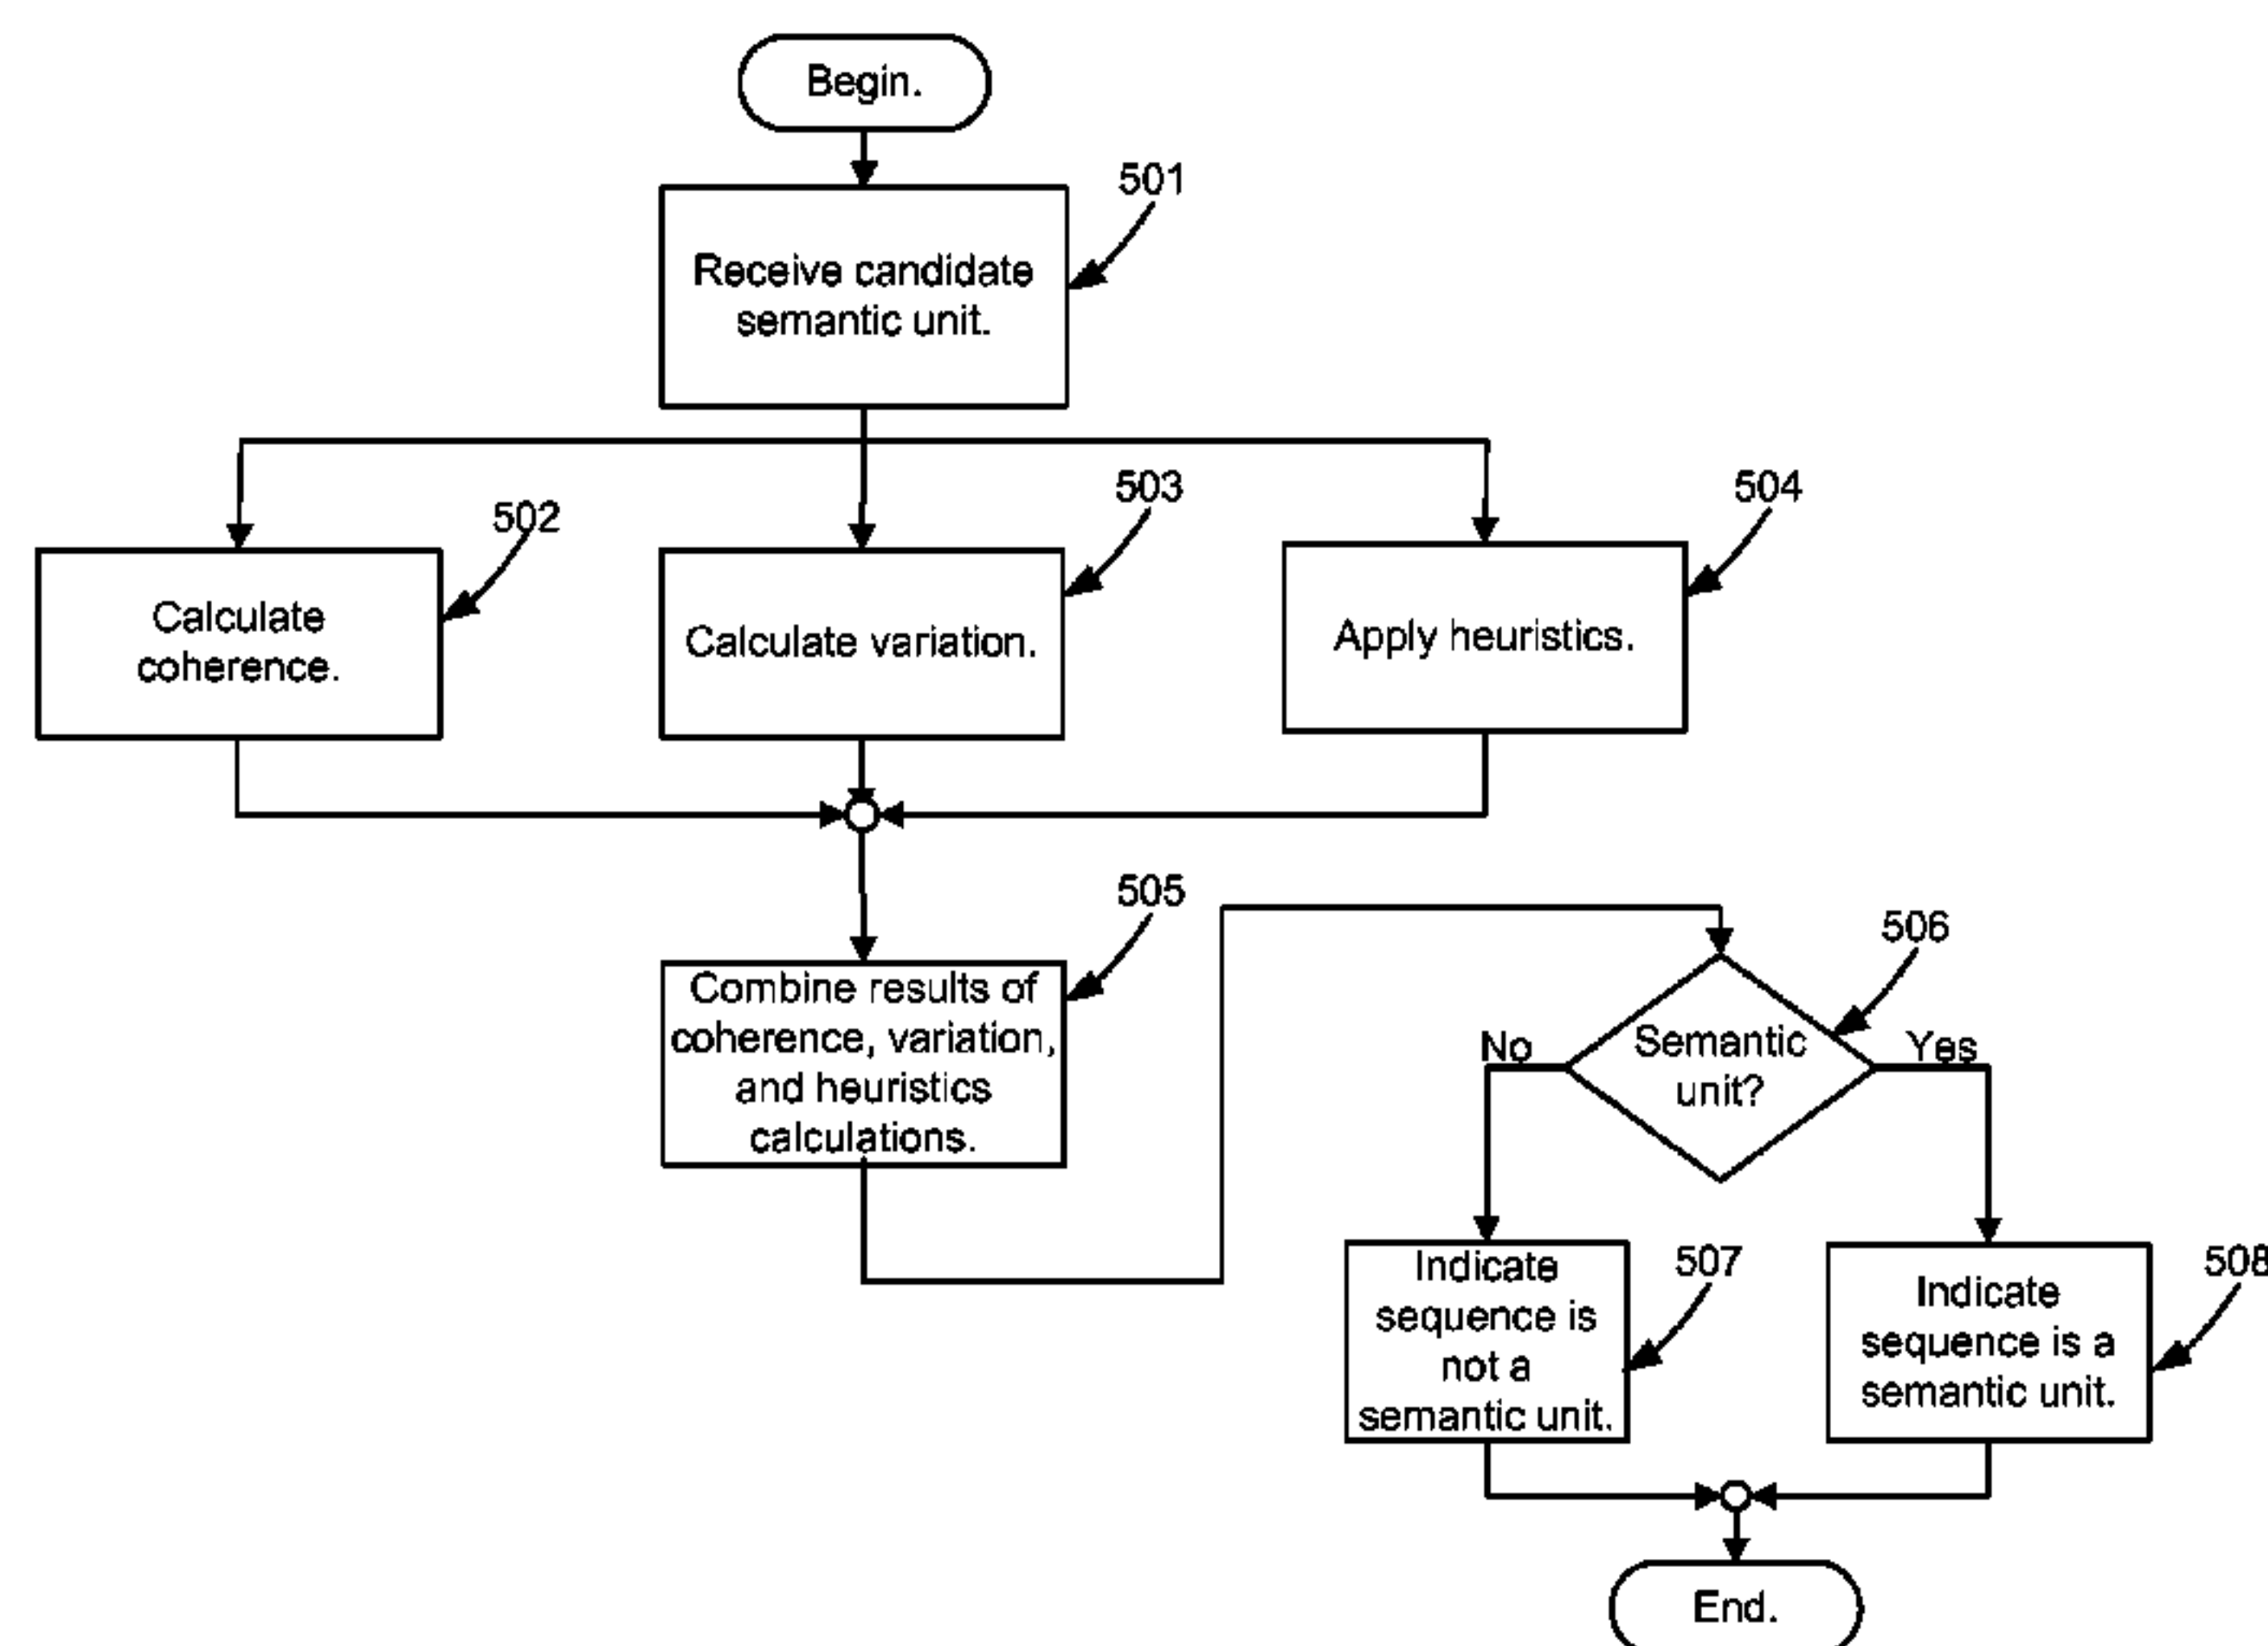 Begin.
501
Receive candidate
semantic unit.
502
503
504
Calculate
coherence.
Calculate variation.
Apply heuristics.
505
Combine results of
coherence, variation,
and heuristics
calculations.
506
No
Semantic
unit?
Yes
507
Indicate
sequence is
not a
semantic unit.
508
Indicate
sequence is a
semantic unit.
End.